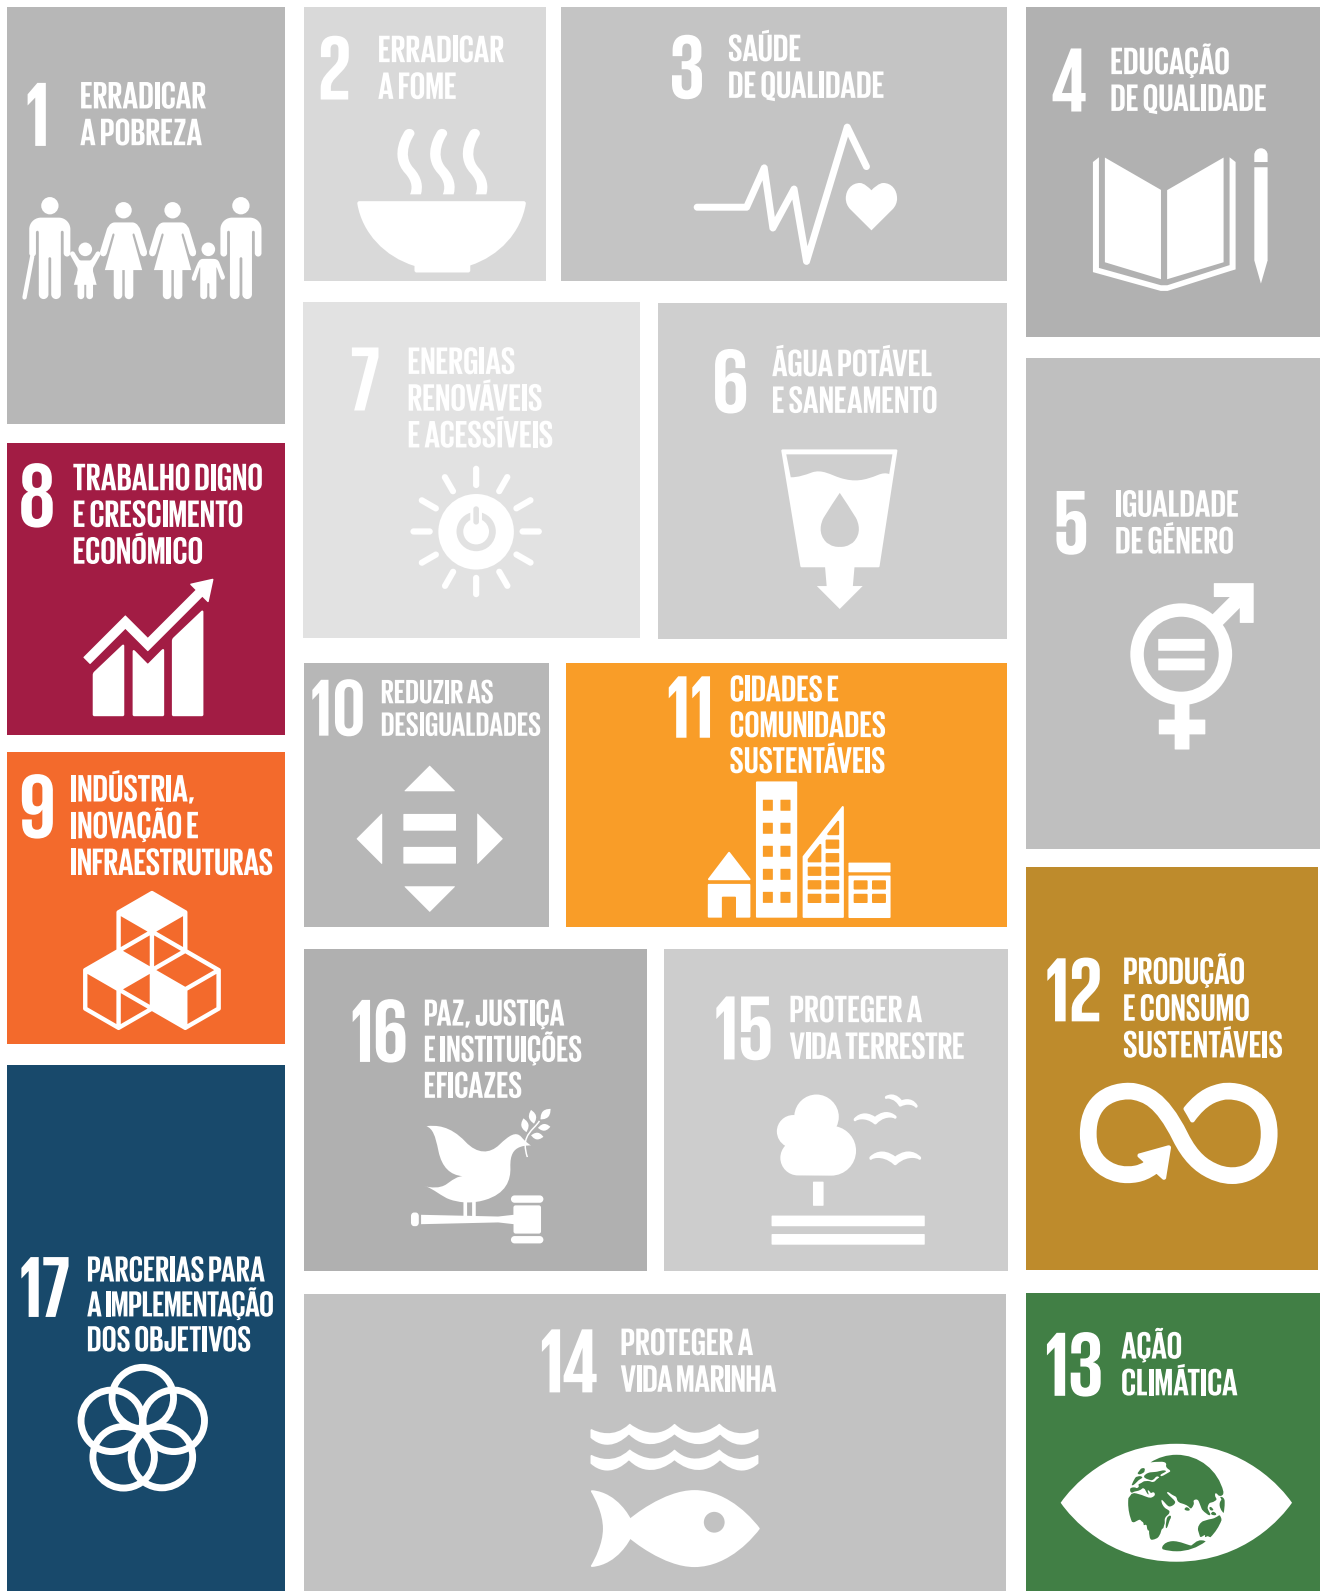 1
ERRADICAR
A POBREZA
2
ERRADICAR
A FOME
3
SAÚDE
DE QUALIDADE
4
EDUCAÇÃO
DE QUALIDADE
7
ENERGIAS
RENOVÁVEIS
E ACESSÍVEIS
6
ÁGUA POTÁVEL
E SANEAMENTO
5
IGUALDADE
DE GÉNERO
8
TRABALHO DIGNO
E CRESCIMENTO
ECONÓMICO
10
REDUZIR AS
DESIGUALDADES
11
CIDADES E
COMUNIDADES
SUSTENTÁVEIS
9
INDÚSTRIA,
INOVAÇÃO E
INFRAESTRUTURAS
12
PRODUÇÃO
E CONSUMO
SUSTENTÁVEIS
16
PAZ, JUSTIÇA
E INSTITUIÇÕES
EFICAZES
15
PROTEGER A
VIDA TERRESTRE
17
PARCERIAS PARA
A IMPLEMENTAÇÃO
DOS OBJETIVOS
14
PROTEGER A
VIDA MARINHA
13
AÇÃO
CLIMÁTICA